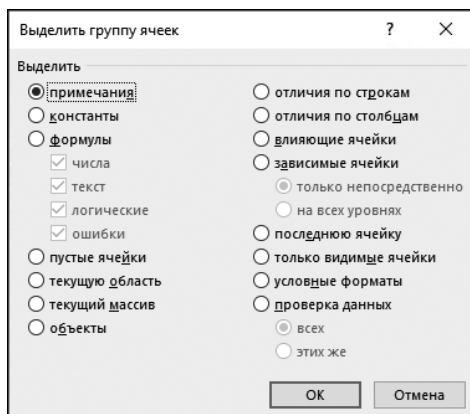 Выделить группу ячеек ? ×
Выделить
примечания
константы
формулы
числа
текст
логические
ошибки
пустые ячейки
текущую область
текущий массив
объекты
отличия по строкам
отличия по столбцам
влияющие ячейки
зависимые ячейки
только непосредственно
на всех уровнях
последнюю ячейку
только видимые ячейки
условные форматы
проверка данных
всех
этих же
ОК Отмена